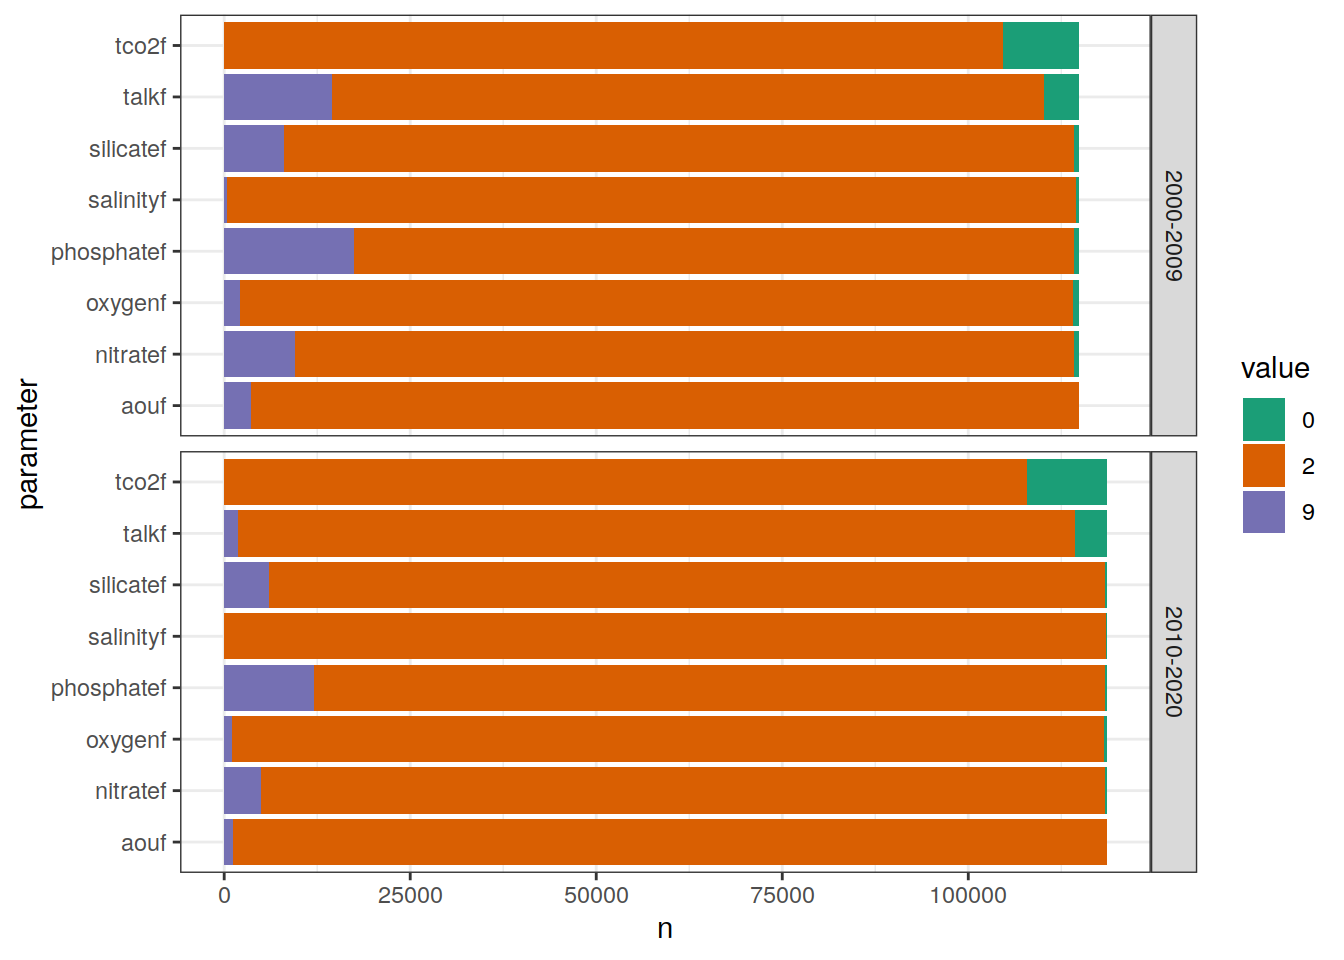 tco2f
talkf
silicatef
salinityf
phosphatef
oxygenf
nitratef
aouf
2000-2009
tco2f
talkf
silicatef
salinityf
phosphatef
oxygenf
nitratef
aouf
2010-2020
parameter
0
25000
50000
75000
100000
n
value
0
2
9